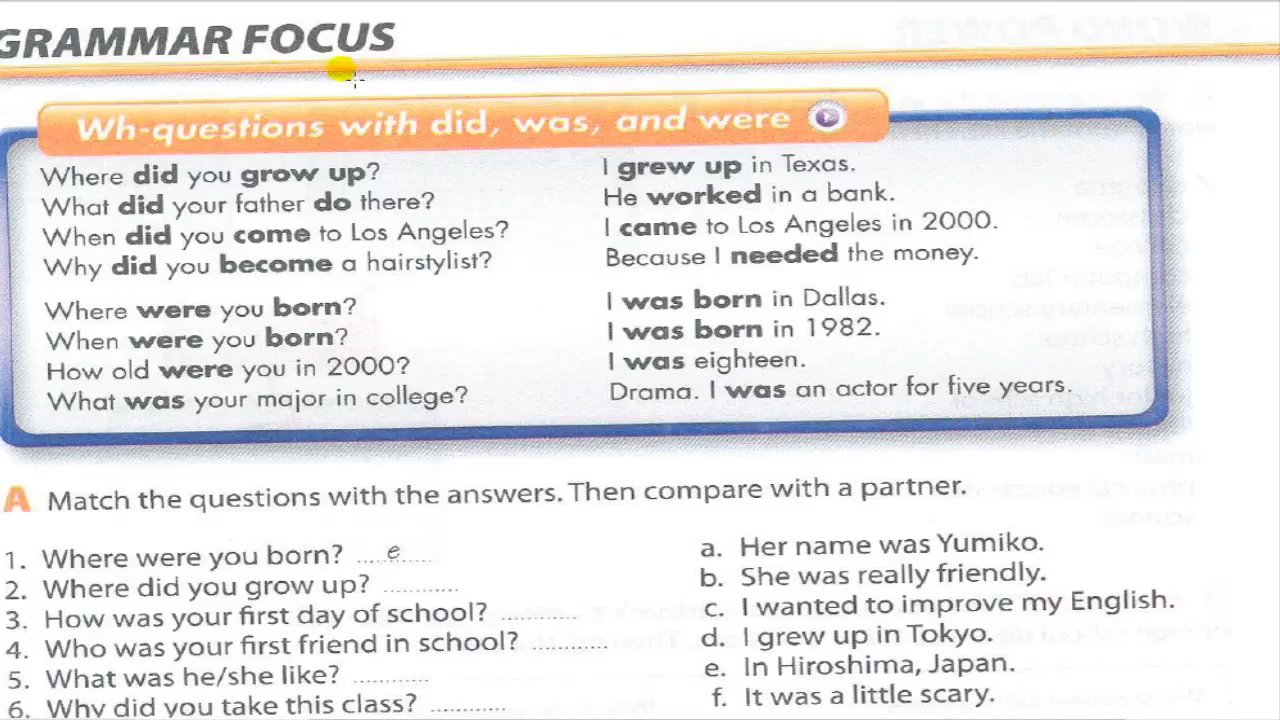 GRAMMAR FOCUS
Wh-questions with did, was, and were
Where did you grow up? I grew up in Texas.
What did your father do there? He worked in a bank.
When did you come to Los Angeles? I came to Los Angeles in 2000.
Why did you become a hairstylist? Because I needed the money.
Where were you born? I was born in Dallas.
When were you born? I was born in 1982.
How old were you in 2000? I was eighteen.
What was your major in college? Drama. I was an actor for five years.
A Match the questions with the answers. Then compare with a partner.
1. Where were you born? e
2. Where did you grow up? ............
3. How was your first day of school? ............
4. Who was your first friend in school? ............
5. What was he/she like? ............
6. Why did you take this class? ............
a. Her name was Yumiko.
b. She was really friendly.
c. I wanted to improve my English.
d. I grew up in Tokyo.
e. In Hiroshima, Japan.
f. It was a little scary.